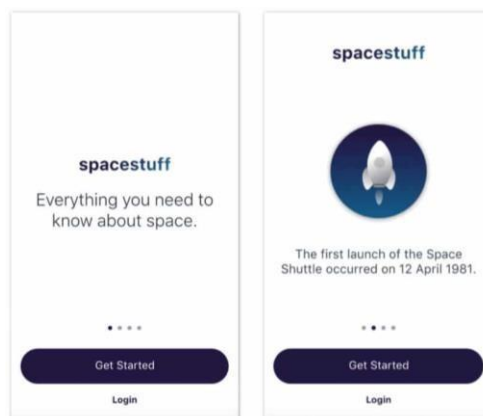 spacestuff
Everything you need to
know about space.
Get Started
Login
spacestuff
The first launch of the Space
Shuttle occurred on 12 April 1981.
Get Started
Login